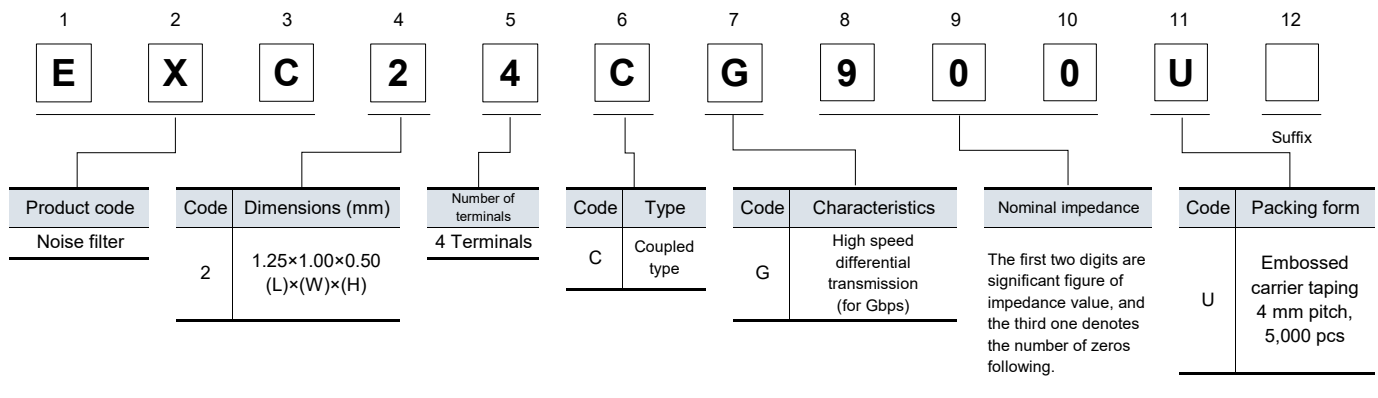 1 2 3 4 5 6 7 8 9 10 11 12
E X C 2 4 C G 9 0 0 U
Suffix
Product code
Noise filter
Code Dimensions (mm)
2
1.25×1.00×0.50
(L)×(W)×(H)
Number of
terminals
4 Terminals
Code Type
C
Coupled
type
Code Characteristics
G
High speed
differential
transmission
(for Gbps)
Nominal impedance
The first two digits are
significant figure of
impedance value, and
the third one denotes
the number of zeros
following.
Code Packing form
U
Embossed
carrier taping
4 mm pitch,
5,000 pcs